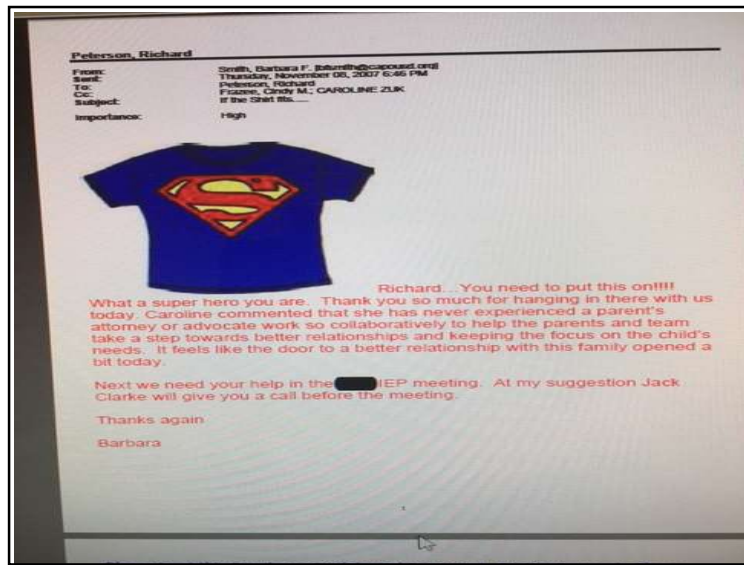 Peterson, Richard
From: Smith, Barbara F. [bfsmith@capousd.org]
Sent: Thursday, November 08, 2007 6:46 PM
To: Peterson, Richard
Cc: Frazee, Cindy M.; CAROLINE ZUK
Subject: If the Shirt fits.....
Importance: High
S
Richard...You need to put this on!!!!
What a super hero you are. Thank you so much for hanging in there with us
today. Caroline commented that she has never experienced a parent's
attorney or advocate work so collaboratively to help the parents and team
take a step towards better relationships and keeping the focus on the child's
needs. It feels like the door to a better relationship with this family opened a
bit today.
Next we need your help in the IEP meeting. At my suggestion Jack
Clarke will give you a call before the meeting.
Thanks again
Barbara
1